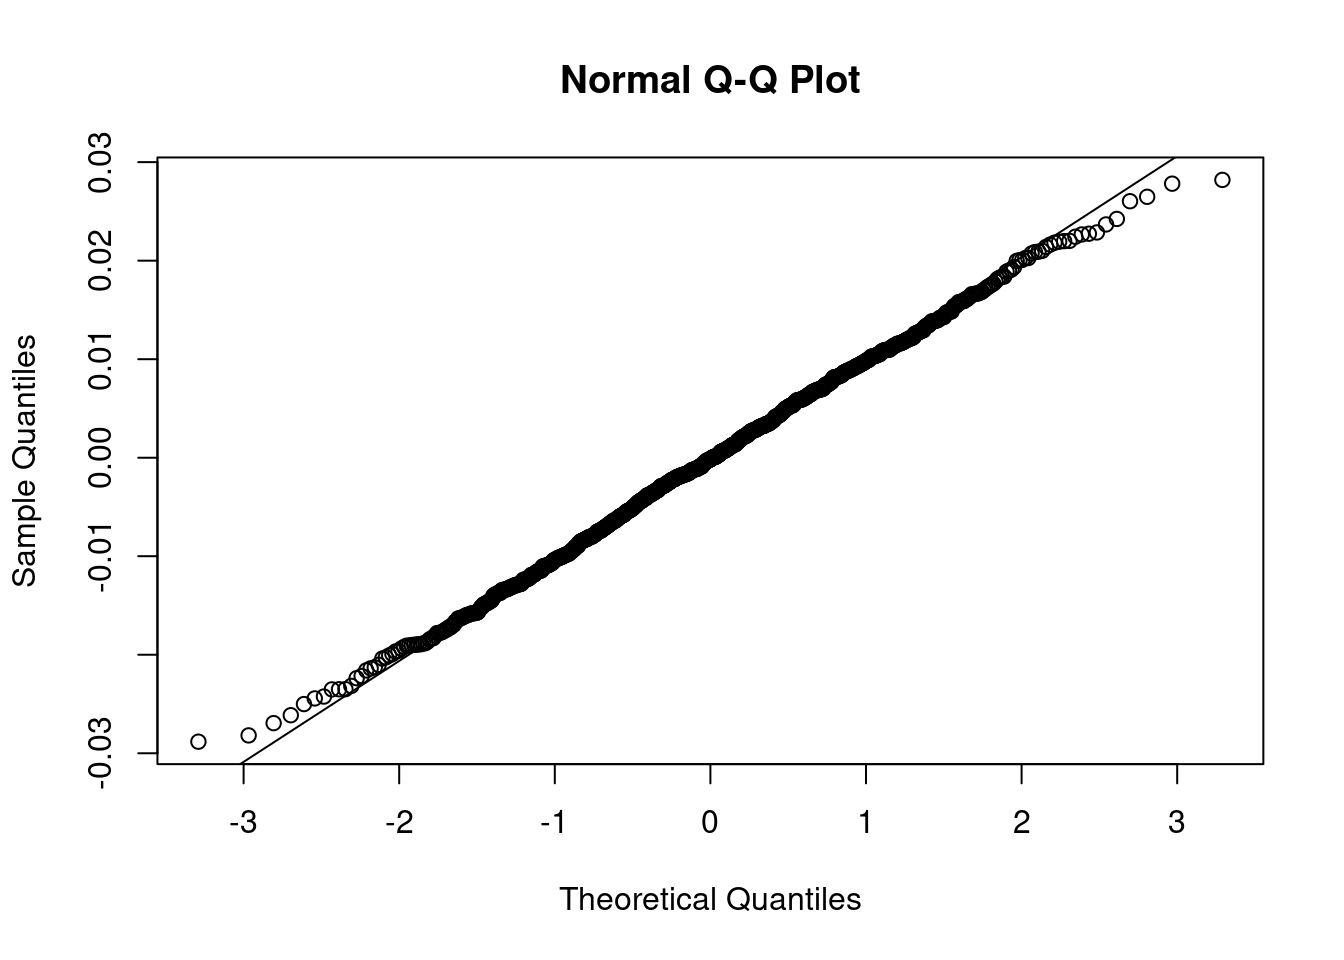 Normal Q-Q Plot
Sample Quantiles
0.03
0.02
0.01
0.00
-0.01
-0.03
-3 -2 -1 0 1 2 3
Theoretical Quantiles